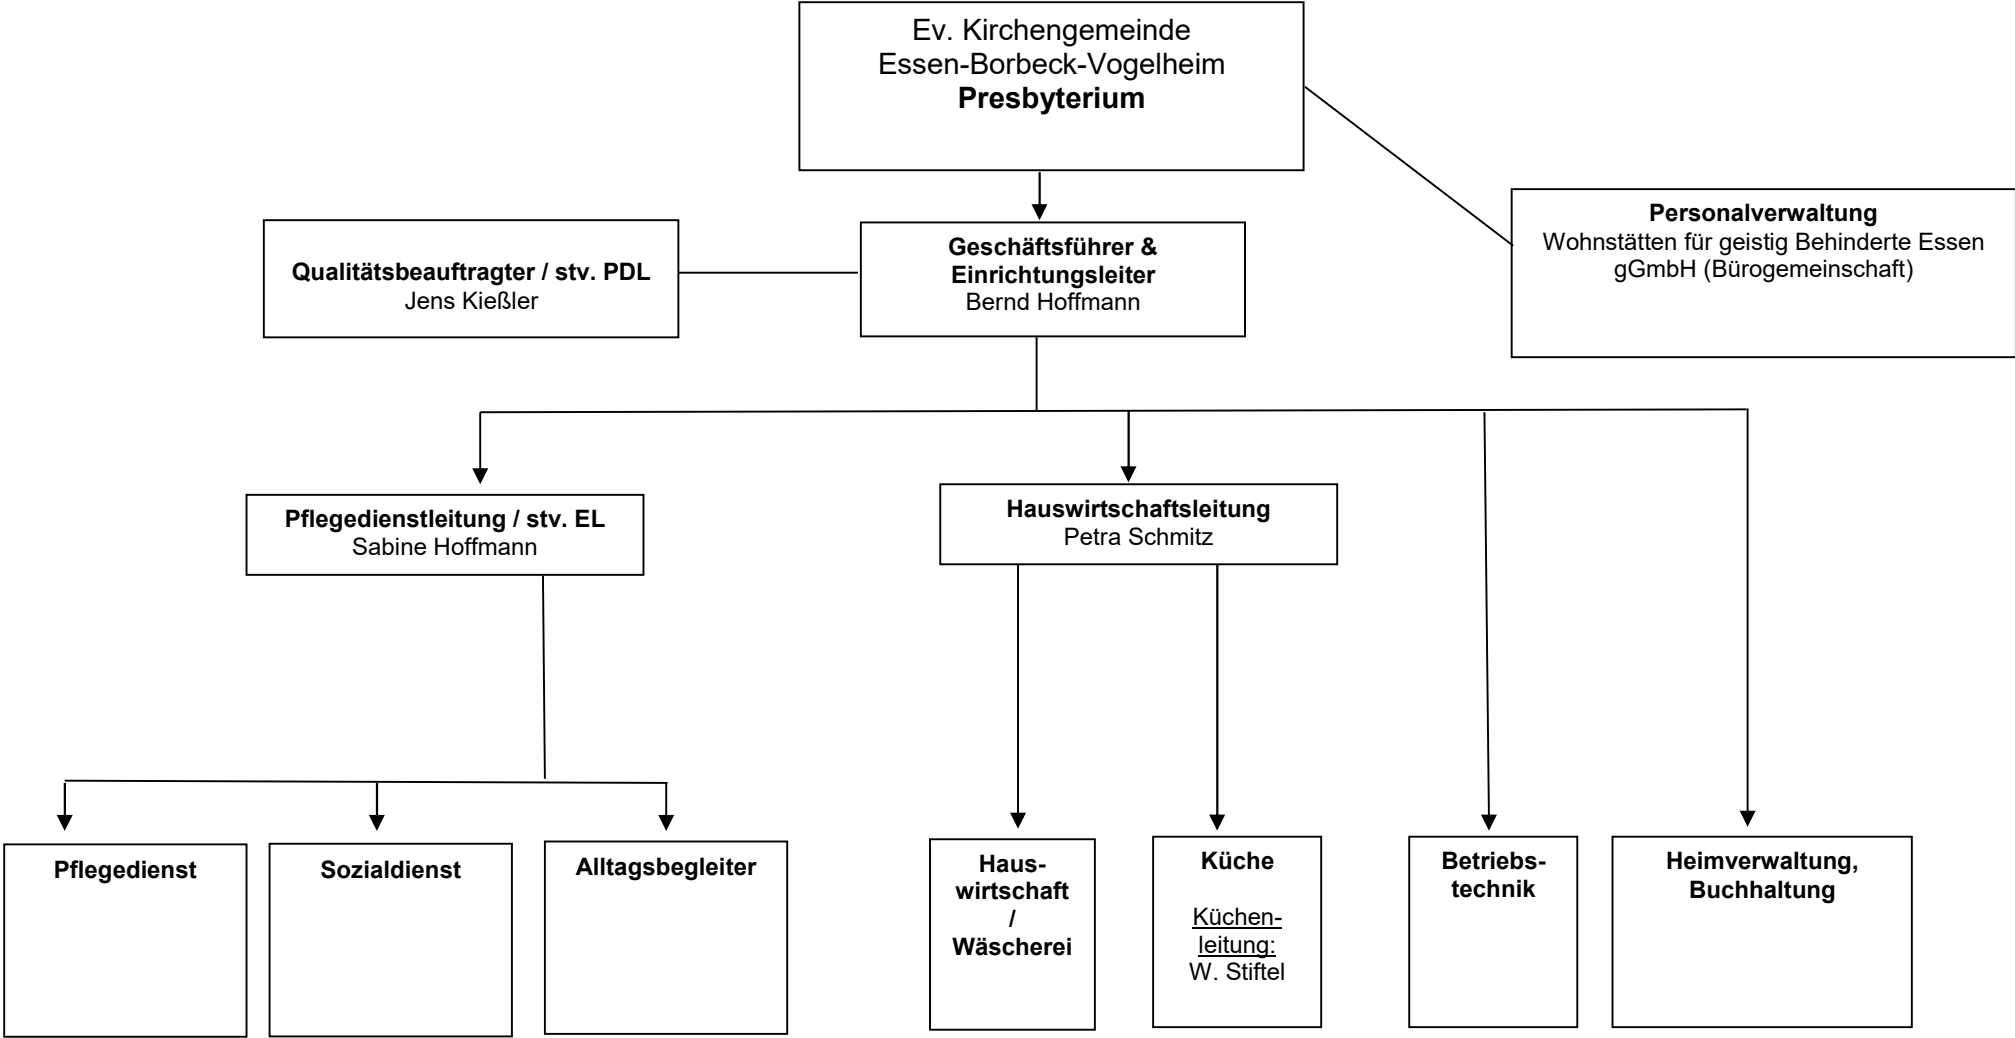 Ev. Kirchengemeinde
Essen-Borbeck-Vogelheim
Presbyterium
Personalverwaltung
Wohnstätten für geistig Behinderte Essen
gGmbH (Bürogemeinschaft)
Qualitätsbeauftragter / stv. PDL
Jens Kießler
Geschäftsführer &
Einrichtungsleiter
Bernd Hoffmann
Pflegedienstleitung / stv. EL
Sabine Hoffmann
Hauswirtschaftsleitung
Petra Schmitz
Pflegedienst
Sozialdienst
Alltagsbegleiter
Haus-
wirtschaft
/
Wäscherei
Küche
Küchen-
leitung:
W. Stiftel
Betriebs-
technik
Heimverwaltung,
Buchhaltung